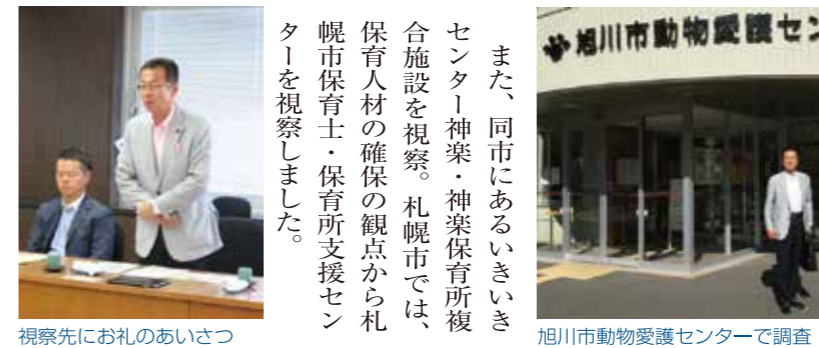 旭川市動物愛護セン
また、同市にあるいきいき
センター神楽・神楽保育所複
合施設を視察。札幌市では、
保育人材の確保の観点から札
幌市保育士・保育所支援セン
ターを視察しました。
視察先にお礼のあいさつ
旭川市動物愛護センターで調査